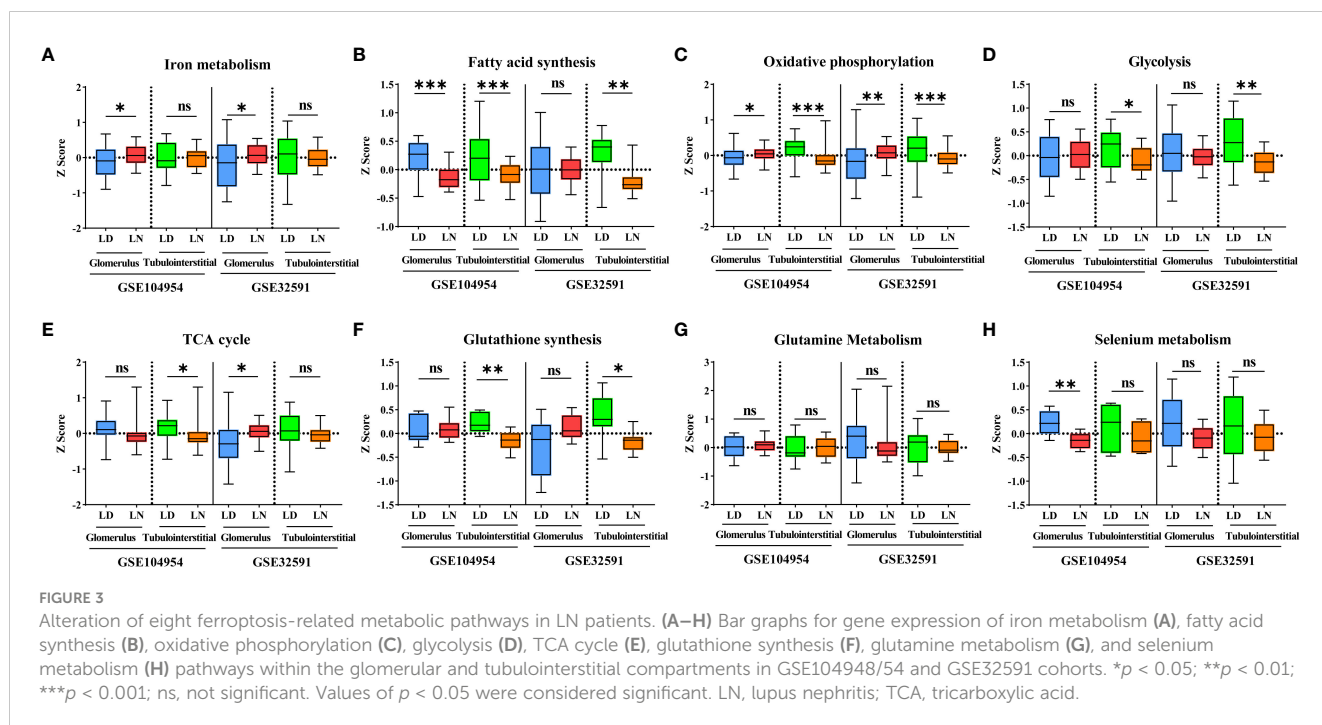 A
Iron metabolism
Z Score
2
1
0
-1
-2
*
ns
*
ns
LD LN LD LN LD LN LD LN
Glomerulus Tubulointerstitial Glomerulus Tubulointerstitial
GSE104954 GSE32591
B
Fatty acid synthesis
Z Score
1.5
1.0
0.5
0.0
-0.5
-1.0
***
***
ns
**
LD LN LD LN LD LN LD LN
Glomerulus Tubulointerstitial Glomerulus Tubulointerstitial
GSE104954 GSE32591
C
Oxidative phosphorylation
Z Score
2
1
0
-1
-2
*
***
**
***
LD LN LD LN LD LN LD LN
Glomerulus Tubulointerstitial Glomerulus Tubulointerstitial
GSE104954 GSE32591
D
Glycolysis
Z Score
1.5
1.0
0.5
0.0
-0.5
-1.0
-1.5
ns
*
ns
**
LD LN LD LN LD LN LD LN
Glomerulus Tubulointerstitial Glomerulus Tubulointerstitial
GSE104954 GSE32591
E
TCA cycle
Z Score
2
1
0
-1
-2
ns
*
*
ns
LD LN LD LN LD LN LD LN
Glomerulus Tubulointerstitial Glomerulus Tubulointerstitial
GSE104954 GSE32591
F
Glutathione synthesis
Z Score
1.5
1.0
0.5
0.0
-0.5
-1.0
-1.5
ns
**
ns
*
LD LN LD LN LD LN LD LN
Glomerulus Tubulointerstitial Glomerulus Tubulointerstitial
GSE104954 GSE32591
G
Glutamine Metabolism
Z Score
3
2
1
0
-1
-2
ns
ns
ns
ns
LD LN LD LN LD LN LD LN
Glomerulus Tubulointerstitial Glomerulus Tubulointerstitial
GSE104954 GSE32591
H
Selenium metabolism
Z Score
1.5
1.0
0.5
0.0
-0.5
-1.0
-1.5
**
ns
ns
ns
LD LN LD LN LD LN LD LN
Glomerulus Tubulointerstitial Glomerulus Tubulointerstitial
GSE104954 GSE32591
FIGURE 3
Alteration of eight ferroptosis-related metabolic pathways in LN patients. (A–H) Bar graphs for gene expression of iron metabolism (A), fatty acid
synthesis (B), oxidative phosphorylation (C), glycolysis (D), TCA cycle (E), glutathione synthesis (F), glutamine metabolism (G), and selenium
metabolism (H) pathways within the glomerular and tubulointerstitial compartments in GSE104948/54 and GSE32591 cohorts. *p < 0.05; **p < 0.01;
***p < 0.001; ns, not significant. Values of p < 0.05 were considered significant. LN, lupus nephritis; TCA, tricarboxylic acid.